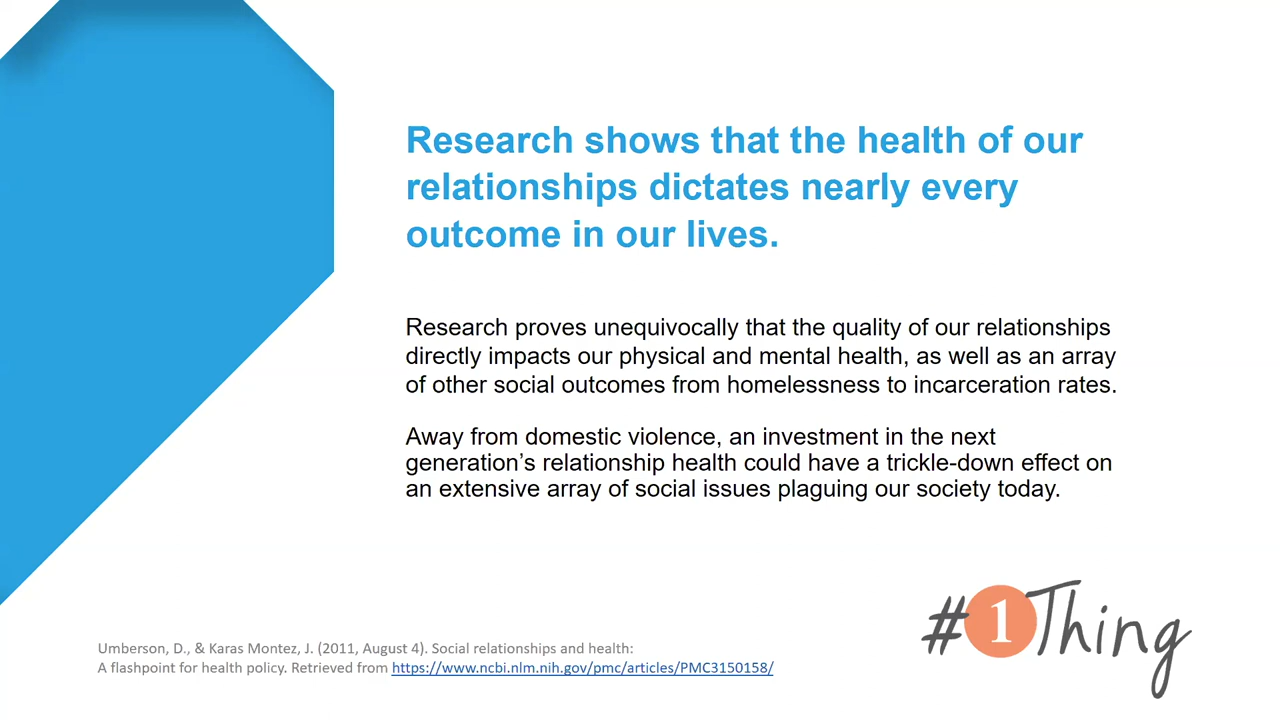 Research shows that the health of our
relationships dictates nearly every
outcome in our lives.
Research proves unequivocally that the quality of our relationships
directly impacts our physical and mental health, as well as an array
of other social outcomes from homelessness to incarceration rates.
Away from domestic violence, an investment in the next
generation’s relationship health could have a trickle-down effect on
an extensive array of social issues plaguing our society today.
#1Thing
Umberson, D., & Karas Montez, J. (2011, August 4). Social relationships and health:
A flashpoint for health policy. Retrieved from https://www.ncbi.nlm.nih.gov/pmc/articles/PMC3150158/